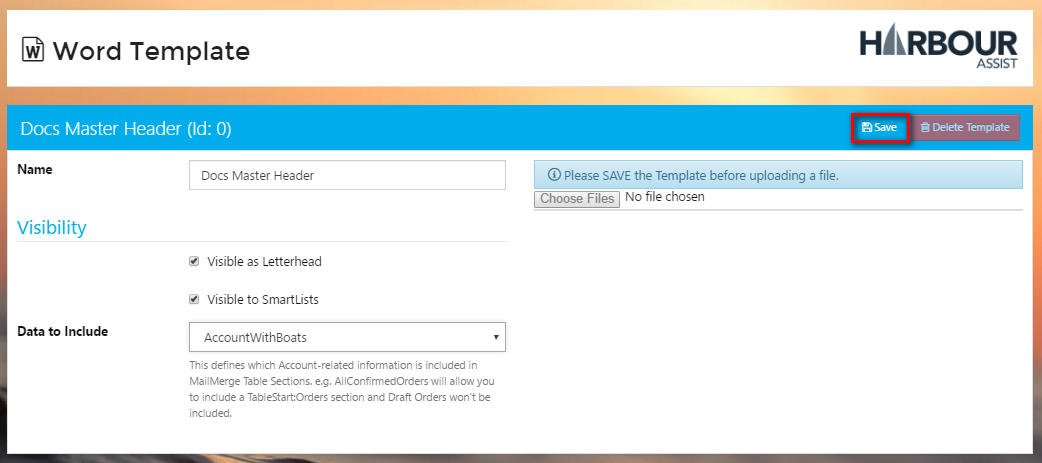 Word Template
HARBOUR
ASSIST
Docs Master Header (Id: 0)
Save
Delete Template
Name
Docs Master Header
Please SAVE the Template before uploading a file.
Choose Files No file chosen
Visibility
Visible as Letterhead
Visible to SmartLists
Data to Include
AccountWithBoats
This defines which Account-related information is included in
MailMerge Table Sections. e.g. AllConfirmedOrders will allow you
to include a TableStart:Orders section and Draft Orders won't be
included.